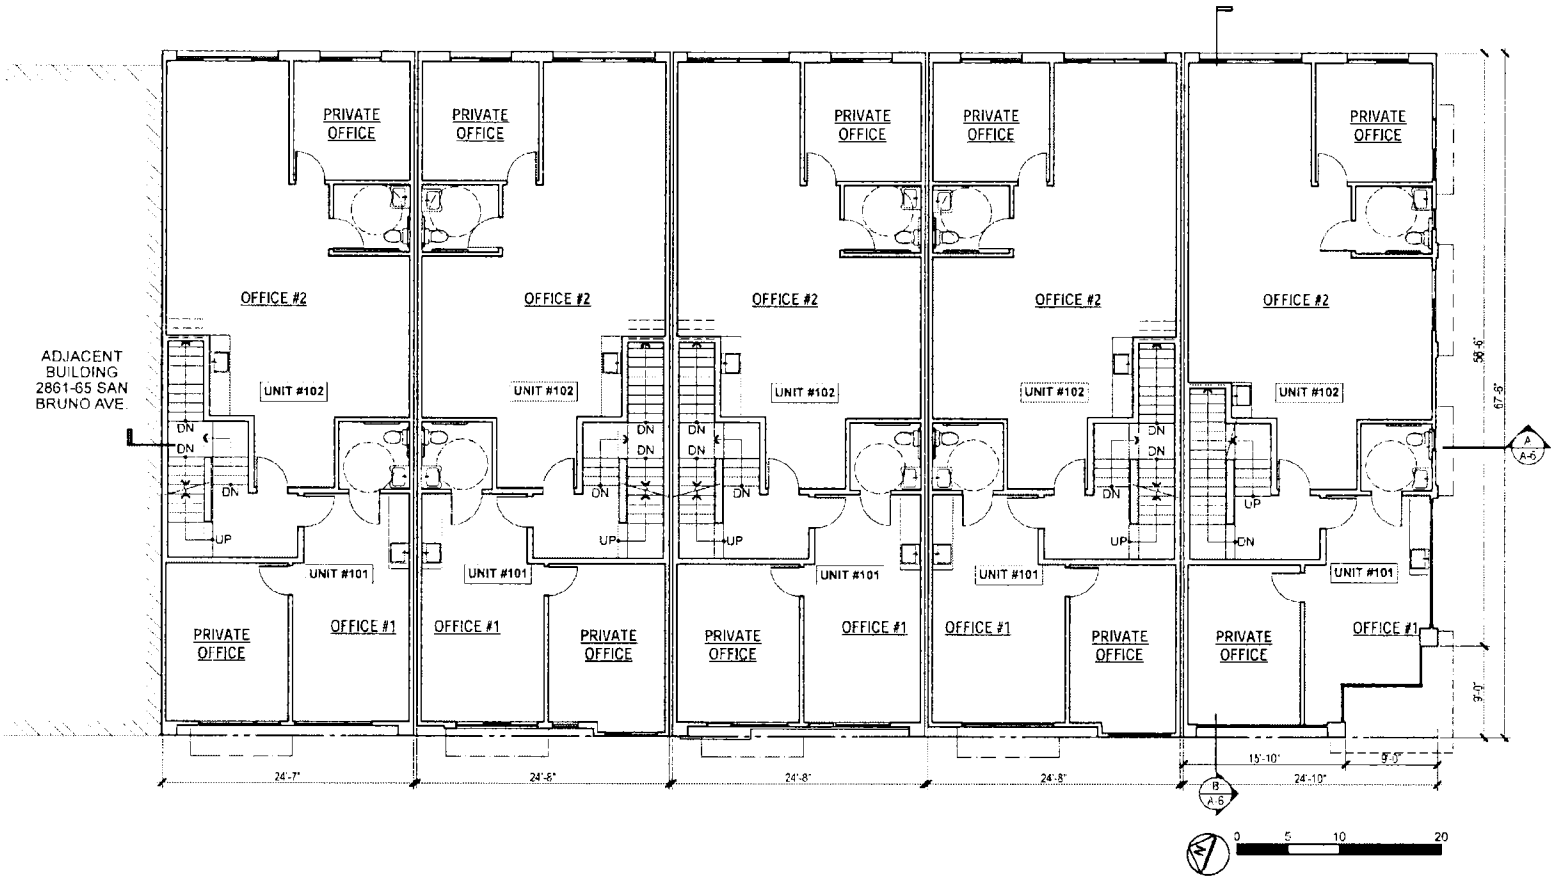 PRIVATE
OFFICE
PRIVATE
OFFICE
PRIVATE
OFFICE
PRIVATE
OFFICE
PRIVATE
OFFICE
OFFICE #2
OFFICE #2
OFFICE #2
OFFICE #2
OFFICE #2
ADJACENT
BUILDING
2861-65 SAN
BRUNO AVE.
UNIT #102
UNIT #102
UNIT #102
UNIT #102
UNIT #102
58'-6"
67'-6"
DN
DN
DN
DN
DN
DN
DN
DN
A
A-6
DN
DN
DN
DN
UP
UP
UP
UP
UP
DN
UNIT #101
UNIT #101
UNIT #101
UNIT #101
UNIT #101
PRIVATE
OFFICE
OFFICE #1
OFFICE #1
PRIVATE
OFFICE
PRIVATE
OFFICE
OFFICE #1
OFFICE #1
PRIVATE
OFFICE
PRIVATE
OFFICE
OFFICE #1
9'-0"
15'-10"
9'-0"
24'-7"
24'-8"
24'-8"
24'-8"
24'-10"
B
A-6
N
0 5 10 20